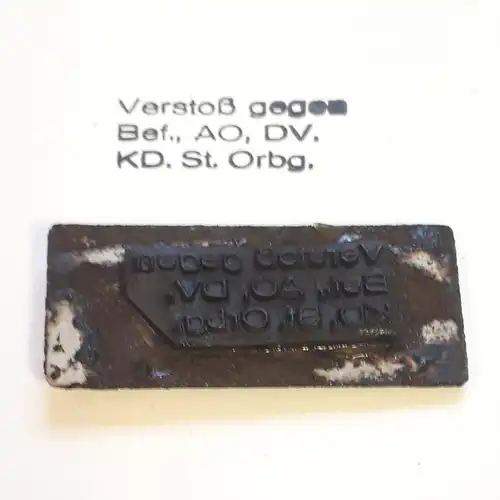 Verstoß gegen
Bef., AO, DV.
KD. St. Orbg.